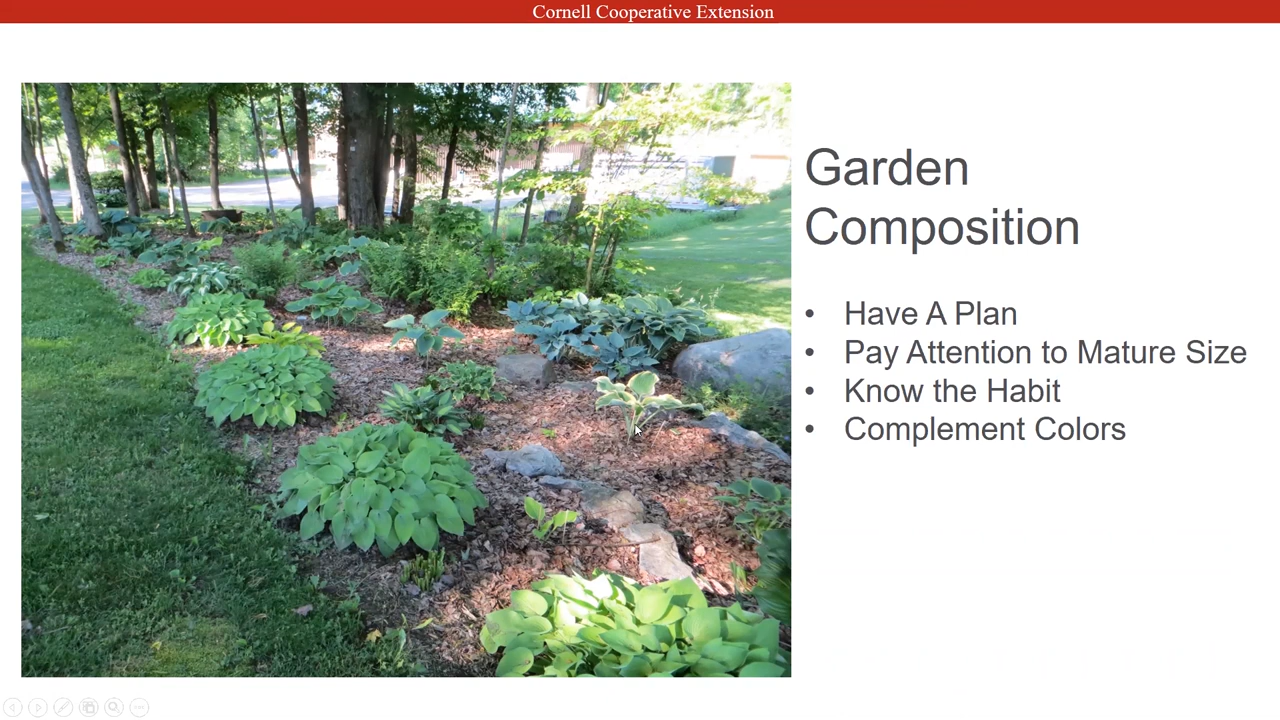 Cornell Cooperative Extension
Garden
Composition
• Have A Plan
• Pay Attention to Mature Size
• Know the Habit
• Complement Colors